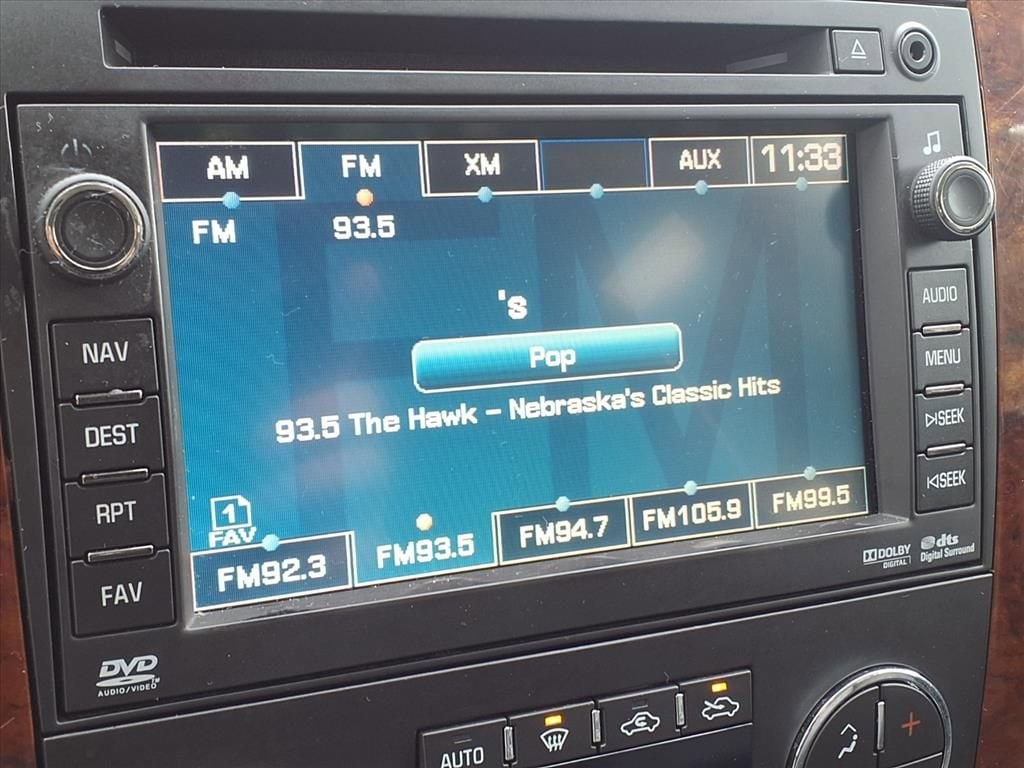 AM FM XM AUX 11:33
FM 93.5
's
Pop
93.5 The Hawk - Nebraska's Classic Hits
1
FAV
FM92.3 FM93.5 FM94.7 FM105.9 FM99.5
NAV
DEST
RPT
FAV
AUDIO
MENU
SEEK
SEEK
DVD
AUDIO/VIDEO
DOLBY
DIGITAL
dts
Digital Surround
AUTO